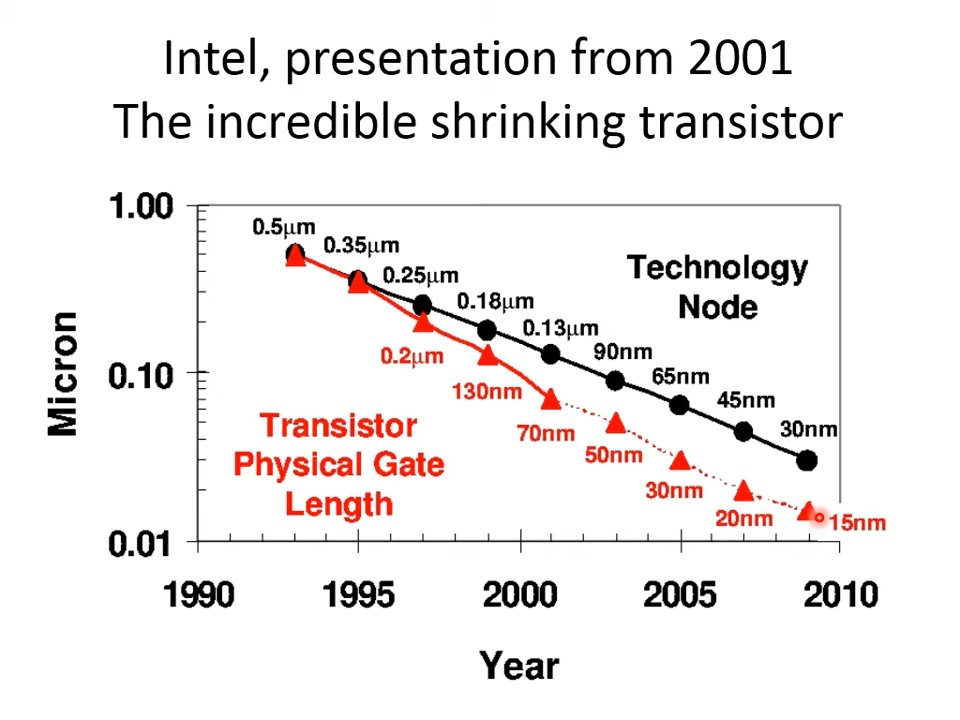 Intel, presentation from 2001
The incredible shrinking transistor
1.00
0.10
0.01
Micron
0.5μm
0.35μm
0.25μm
0.18μm
0.13μm
90nm
65nm
45nm
30nm
Technology
Node
0.2μm
130nm
70nm
50nm
30nm
20nm
15nm
Transistor
Physical Gate
Length
1990 1995 2000 2005 2010
Year